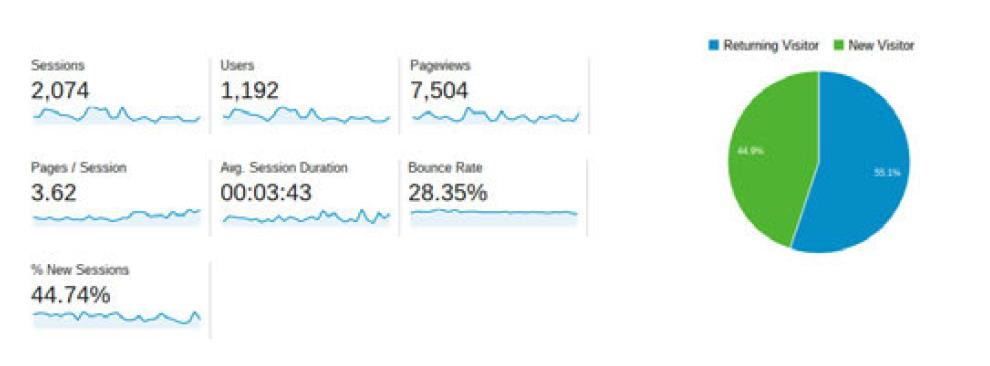 Returning Visitor New Visitor
Sessions Users Pageviews
2,074 1,192 7,504
Pages / Session Avg. Session Duration Bounce Rate
3.62 00:03:43 28.35%
% New Sessions
44.74%
44.9%
55.1%